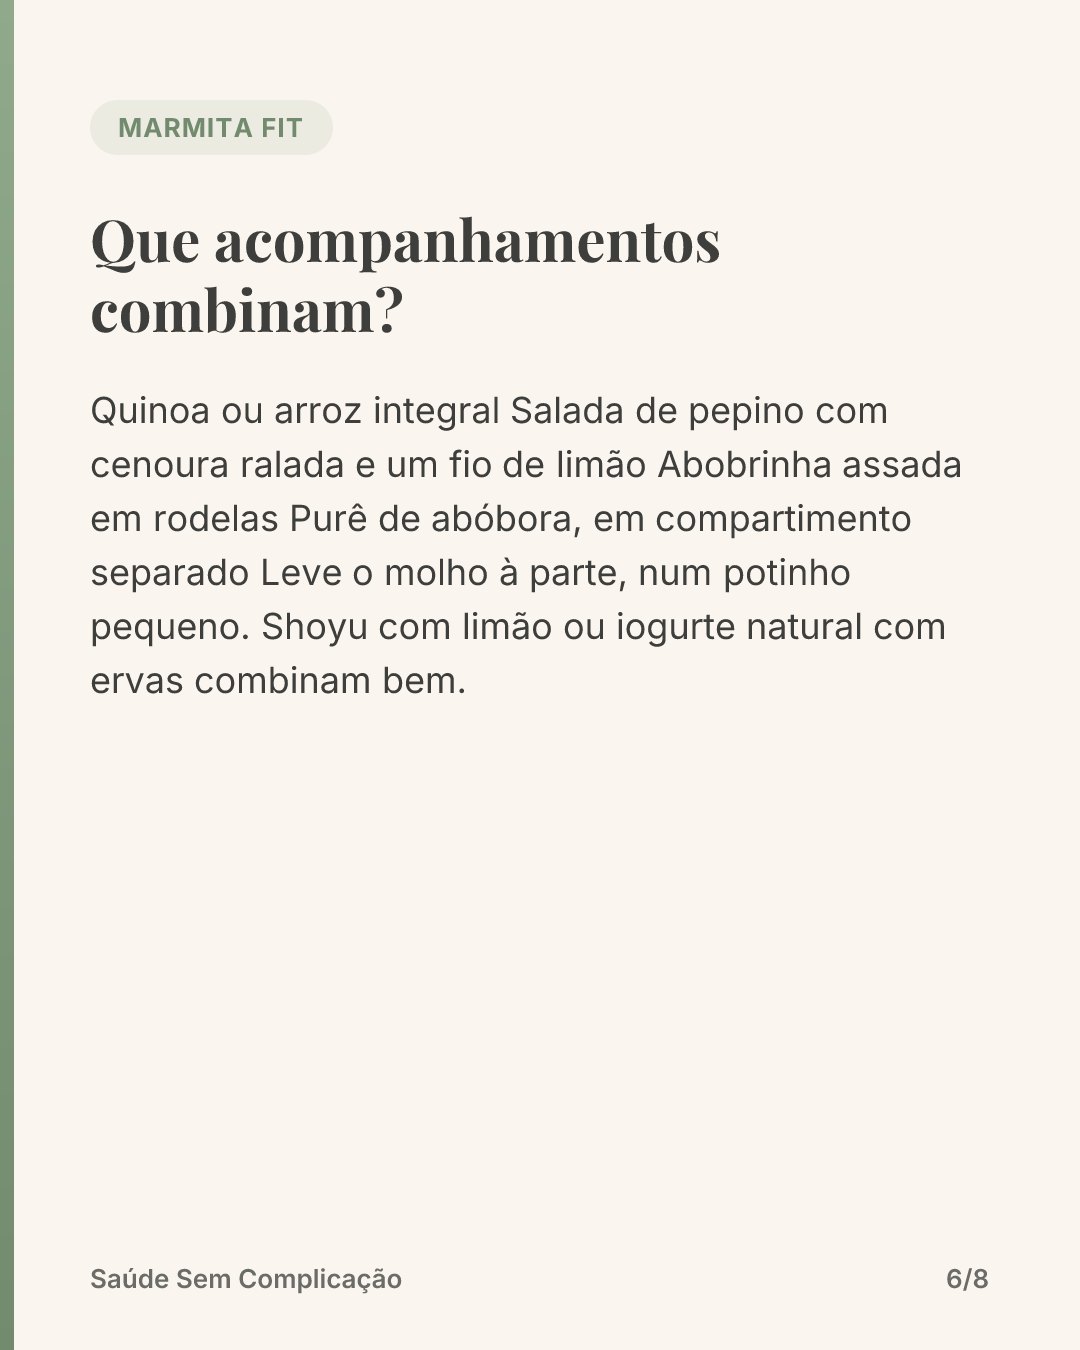 MARMITA FIT
Que acompanhamentos
combinam?
Quinoa ou arroz integral Salada de pepino com
cenoura ralada e um fio de limão Abobrinha assada
em rodelas Purê de abóbora, em compartimento
separado Leve o molho à parte, num potinho
pequeno. Shoyu com limão ou iogurte natural com
ervas combinam bem.
Saúde Sem Complicação
6/8